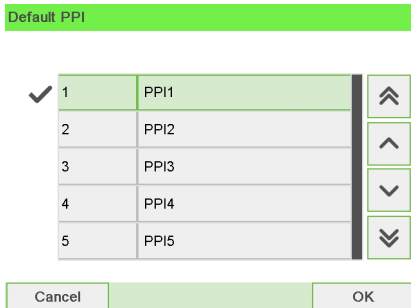 Default PPI
1 PPI1
2 PPI2
3 PPI3
4 PPI4
5 PPI5
Cancel OK